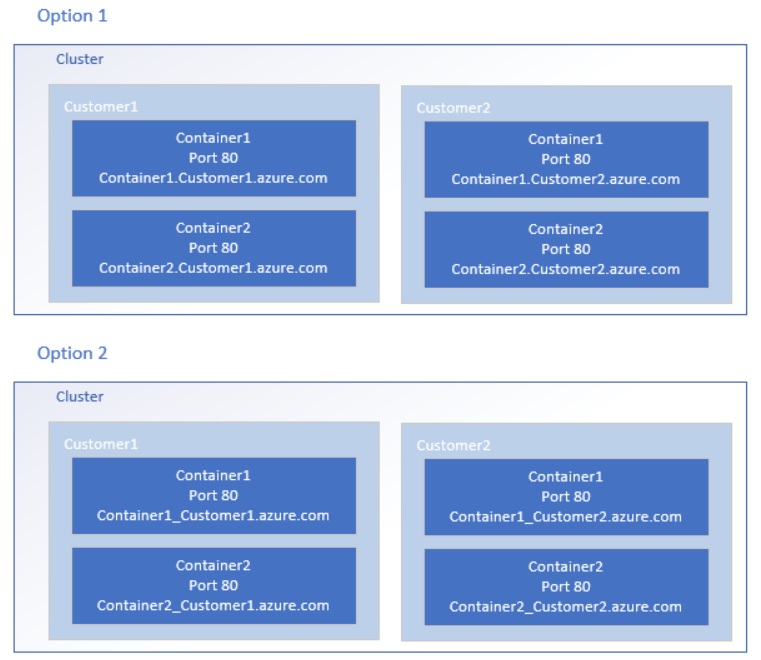 Option 1
Cluster
Customer1
Container1
Port 80
Container1.Customer1.azure.com
Container2
Port 80
Container2.Customer1.azure.com
Customer2
Container1
Port 80
Container1.Customer2.azure.com
Container2
Port 80
Container2.Customer2.azure.com
Option 2
Cluster
Customer1
Container1
Port 80
Container1_Customer1.azure.com
Container2
Port 80
Container2_Customer1.azure.com
Customer2
Container1
Port 80
Container1_Customer2.azure.com
Container2
Port 80
Container2_Customer2.azure.com